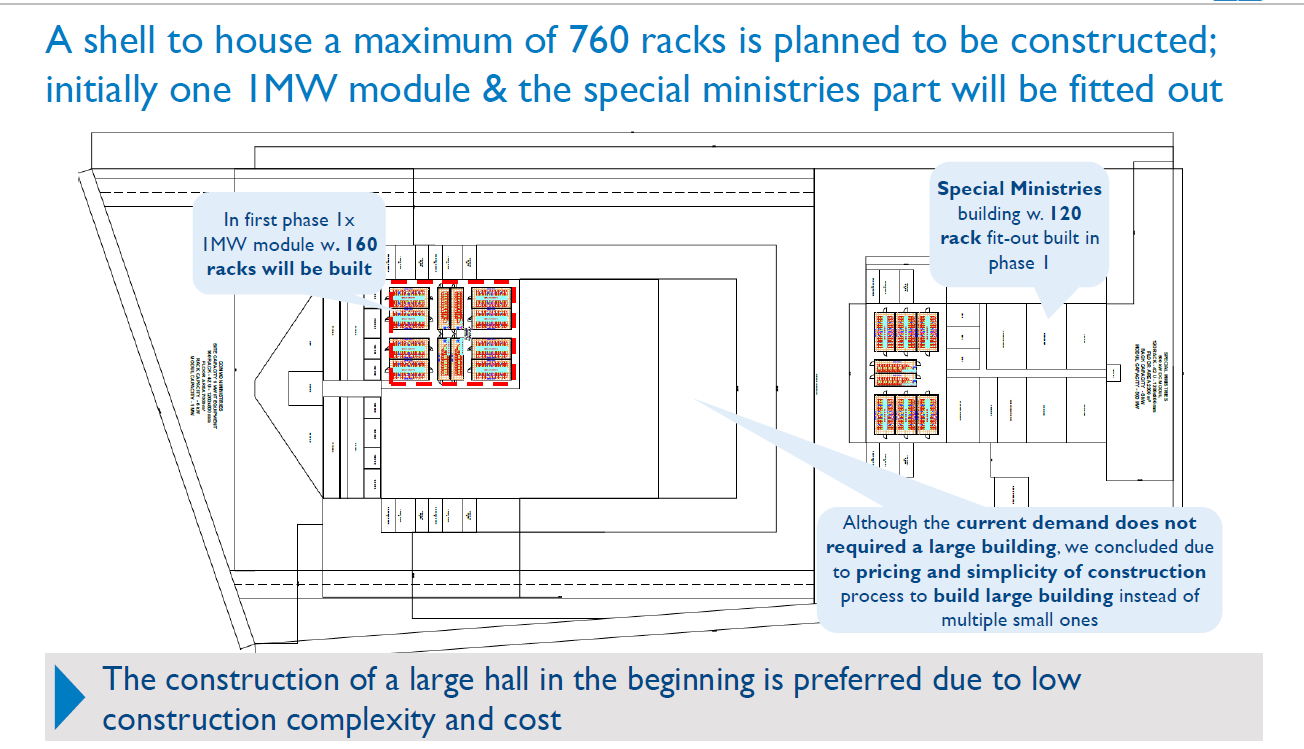 A shell to house a maximum of 760 racks is planned to be constructed;
initially one 1MW module & the special ministries part will be fitted out
In first phase 1x
1MW module w. 160
racks will be built
Special Ministries
building w. 120
rack fit-out built in
phase 1
Although the current demand does not
required a large building, we concluded due
to pricing and simplicity of construction
process to build large building instead of
multiple small ones
The construction of a large hall in the beginning is preferred due to low
construction complexity and cost